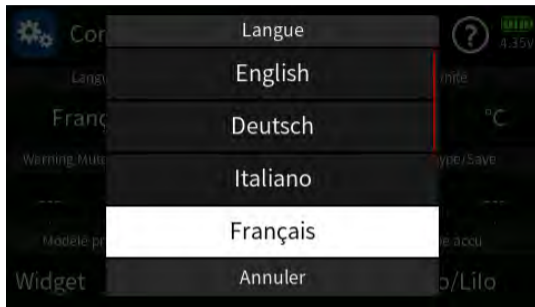 Langue
English
Deutsch
Italiano
Français
Annuler
Cor
?
4.35v
Langu
nité
Franç
°C
Warning Mute
ype/Save
---
---
Modèle pr
e accu
Widget
o/Lilo